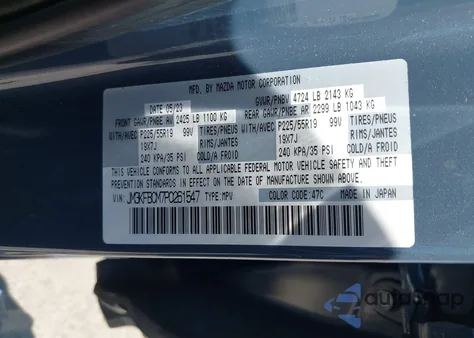 MFD. BY MAZDA MOTOR CORPORATION
DATE 05/23 GVWR/PNBV 4724 LB 2143 KG
FRONT GAWR/PNBE AV 2425 LB 1100 KG REAR GAWR/PNBE AR 2299 LB 1043 KG
WITH/AVEC P225/55R19 99V TIRES/PNEUS WITH/AVEC P225/55R19 99V TIRES/PNEUS
19X7J RIMS/JANTES 19X7J RIMS/JANTES
240 KPA/35 PSI COLD/A FROID 240 KPA/35 PSI COLD/A FROID
THIS VEHICLE CONFORMS TO ALL APPLICABLE FEDERAL MOTOR VEHICLE SAFETY AND THEFT
PREVENTION STANDARDS IN EFFECT ON THE DATE OF MANUFACTURE SHOWN ABOVE.
VIN: JM3KFBCM7P0261647 TYPE: MPV COLOR CODE: 47C MADE IN JAPAN
autosnap